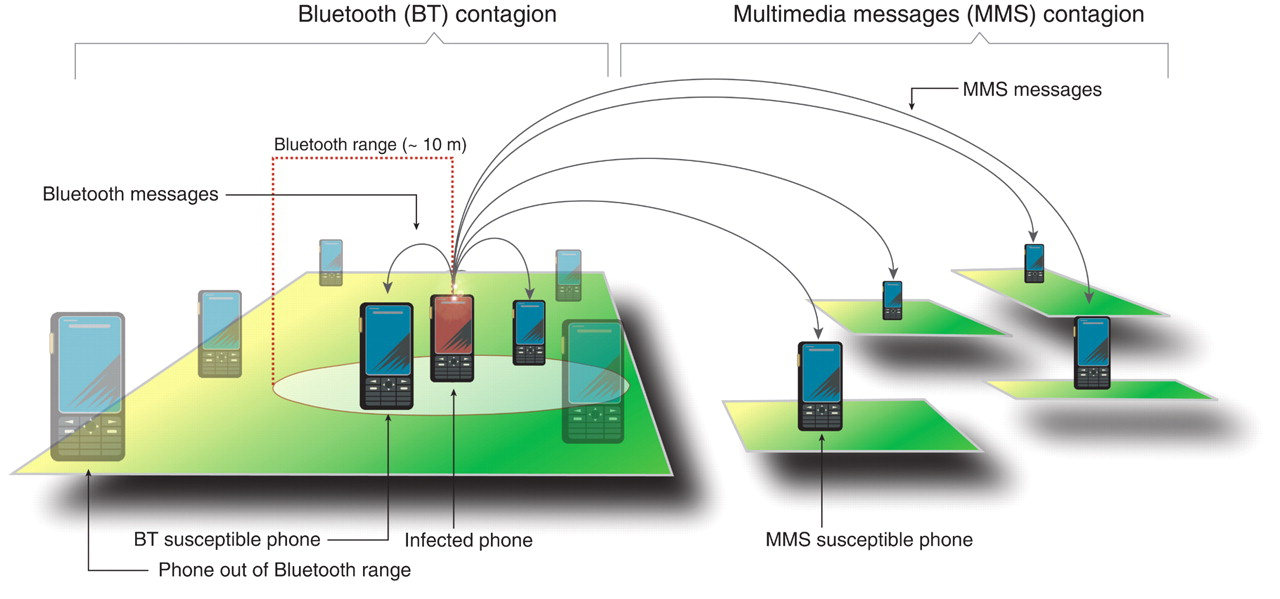 Bluetooth (BT) contagion
Multimedia messages (MMS) contagion
MMS messages
Bluetooth range (~ 10 m)
Bluetooth messages
BT susceptible phone
Infected phone
MMS susceptible phone
Phone out of Bluetooth range